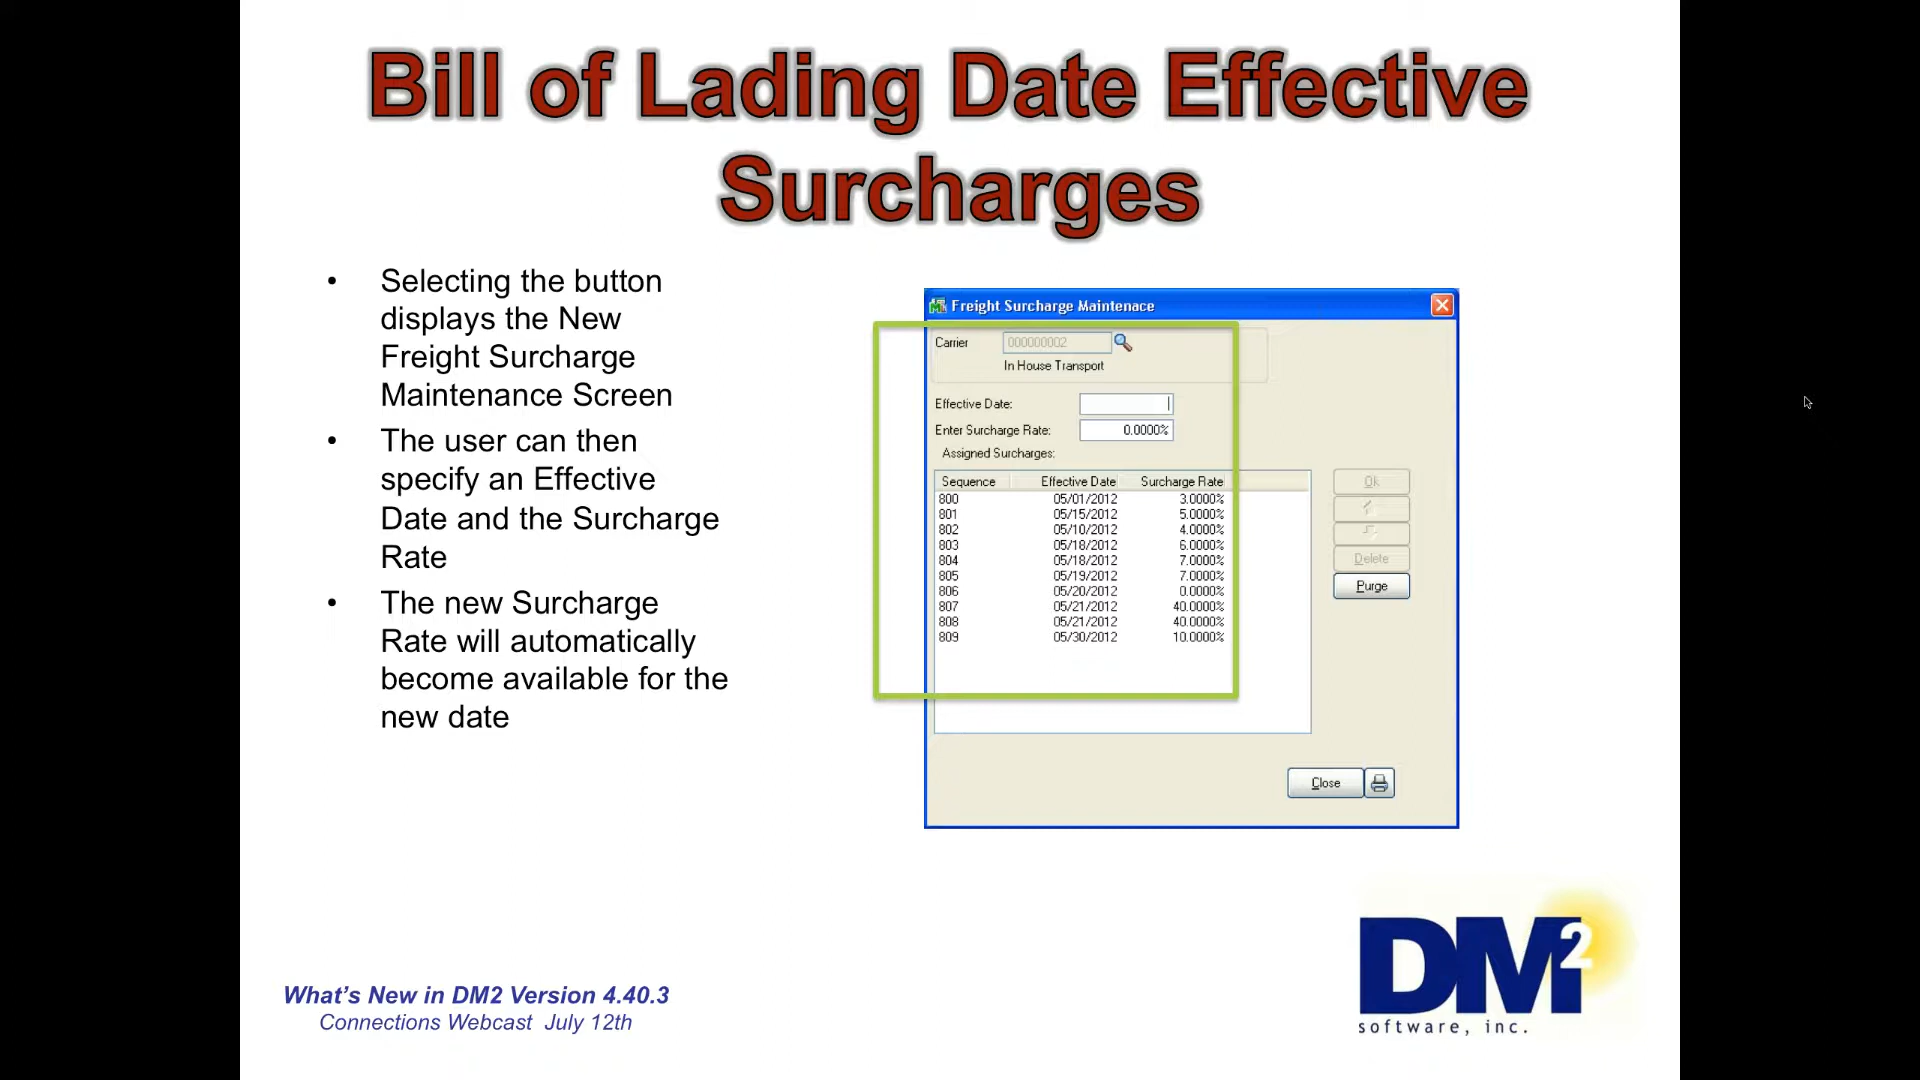 Bill of Lading Date Effective
Surcharges
• Selecting the button
displays the New
Freight Surcharge
Maintenance Screen
• The user can then
specify an Effective
Date and the Surcharge
Rate
• The new Surcharge
Rate will automatically
become available for the
new date
Freight Surcharge Maintenace
Carrier 000000002
In House Transport
Effective Date:
Enter Surcharge Rate: 0.0000%
Assigned Surcharges:
Sequence Effective Date Surcharge Rate
800 05/01/2012 3.0000%
801 05/15/2012 5.0000%
802 05/10/2012 4.0000%
803 05/18/2012 6.0000%
804 05/18/2012 7.0000%
805 05/19/2012 7.0000%
806 05/20/2012 0.0000%
807 05/21/2012 40.0000%
808 05/21/2012 40.0000%
809 05/30/2012 10.0000%
Ok
Delete
Purge
Close
What's New in DM2 Version 4.40.3
Connections Webcast July 12th
DM2
software, inc.